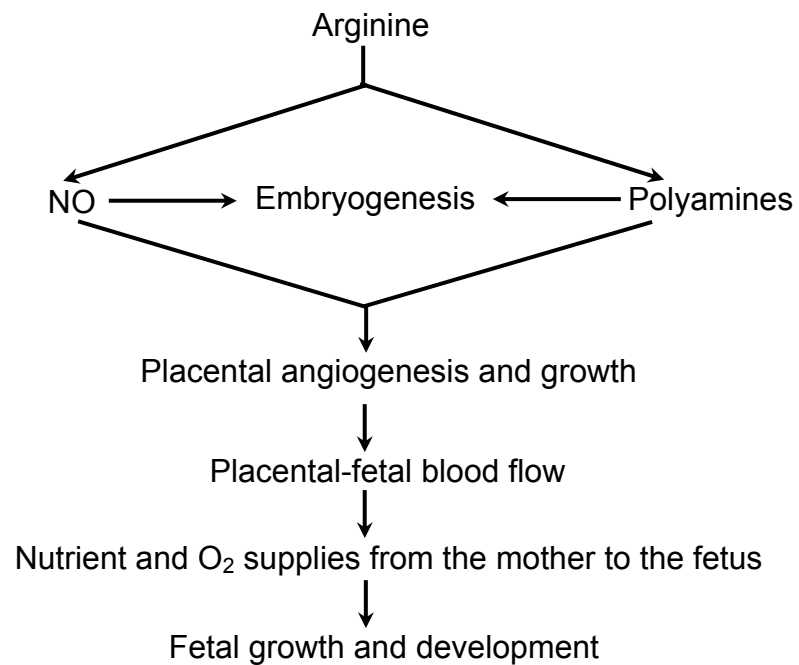 Arginine
NO Embryogenesis Polyamines
Placental angiogenesis and growth
Placental-fetal blood flow
Nutrient and O₂ supplies from the mother to the fetus
Fetal growth and development